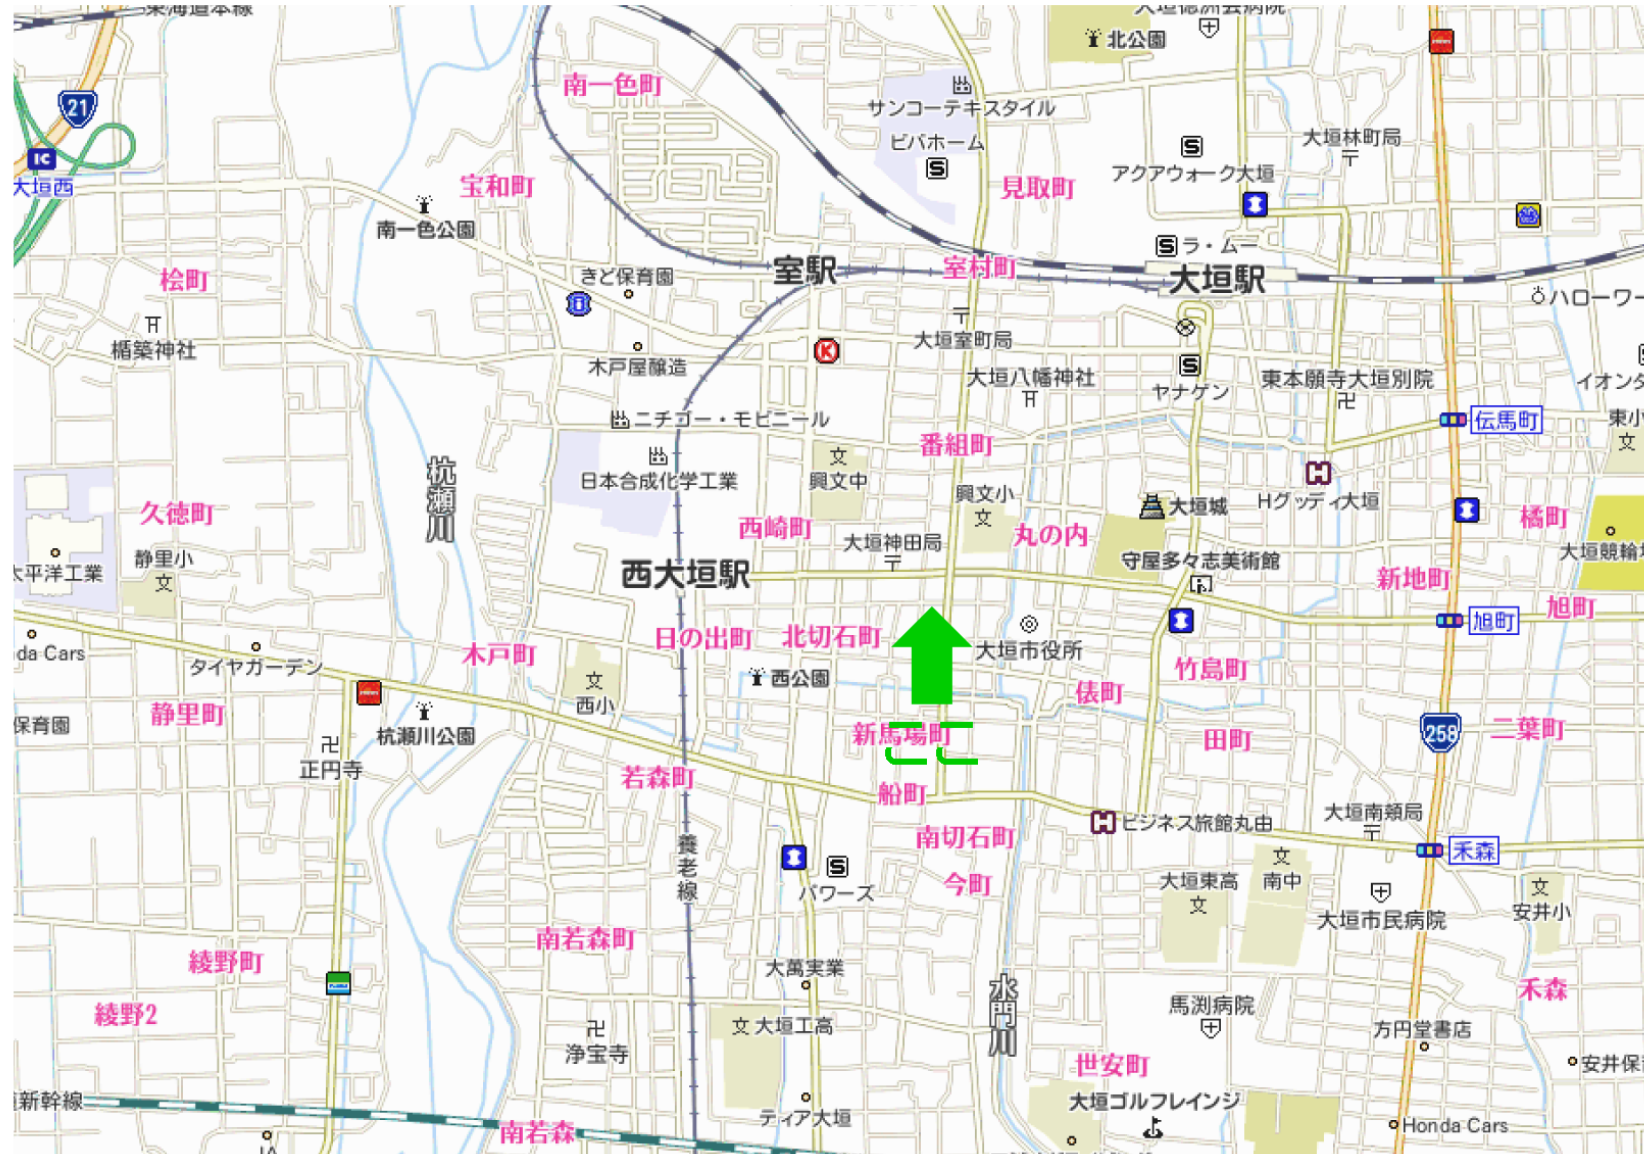 東海道本線
大垣徳洲会病院
北公園
南一色町
21
サンコーテキスタイル
大垣林町局
ビバホーム
IC
アクアウォーク大垣
大垣西
宝和町
見取町
南一色公園
ラ・ムー
室駅
室村町
大垣駅
桧町
きど保育園
ハローワー
大垣室町局
楯築神社
木戸屋醸造
大垣八幡神社
東本願寺大垣別院
イオンタ
ヤナゲン
ニチゴー・モビニール
伝馬町
東小
番組町
杭瀬川
日本合成化学工業
興文中
興文小
Hグッディ大垣
大垣城
久徳町
西崎町
丸の内
橘町
大垣神田局
大垣競輪場
静里小
守屋多々志美術館
太平洋工業
西大垣駅
新地町
旭町
旭町
日の出町
北切石町
大垣市役所
da Cars
木戸町
タイヤガーデン
竹島町
西公園
俵町
西小
静里町
保育園
杭瀬川公園
新馬場町
田町
258
二葉町
正円寺
若森町
船町
大垣南頬局
ビジネス旅館丸由
南切石町
養老線
禾森
パワーズ
今町
大垣東高
南中
大垣市民病院
安井小
南若森町
綾野町
大萬実業
水門川
禾森
馬渕病院
綾野2
大垣工高
方円堂書店
浄宝寺
世安町
安井保
新幹線
大垣ゴルフレインジ
ティア大垣
南若森
Honda Cars
JA